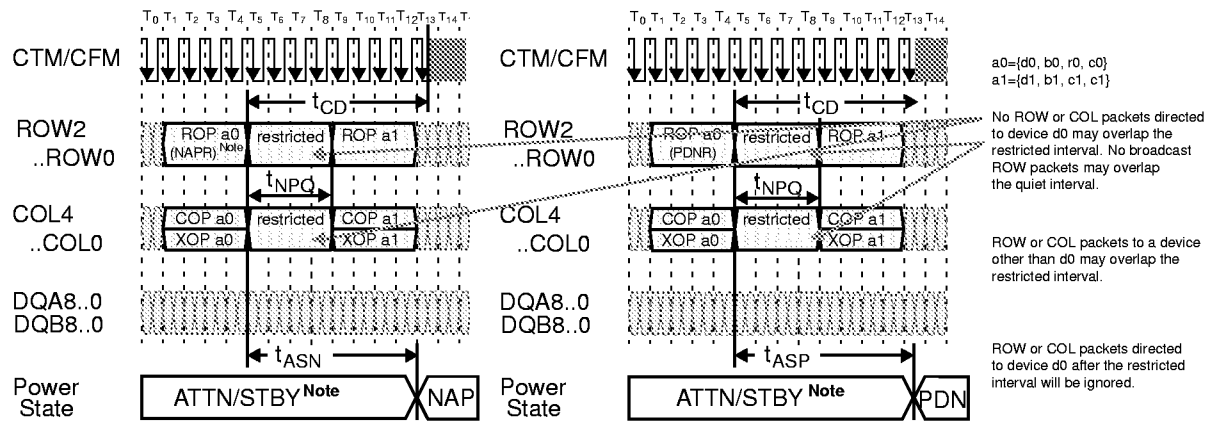 T0 T1 T2 T3 T4 T5 T6 T7 T8 T9 T10 T11 T12 T13 T14 T
CTM/CFM
tCD
ROW2
..ROW0
ROP a0
(NAPR) Note
restricted
ROP a1
tNPQ
COL4
..COL0
COP a0
XOP a0
restricted
COP a1
XOP a1
DQA8..0
DQB8..0
tASN
Power
State
ATTN/STBY Note
NAP
T0 T1 T2 T3 T4 T5 T6 T7 T8 T9 T10 T11 T12 T13 T14
CTM/CFM
tCD
ROW2
..ROW0
ROP a0
(PDNR)
restricted
ROP a1
tNPQ
COL4
..COL0
COP a0
XOP a0
restricted
COP a1
XOP a1
DQA8..0
DQB8..0
tASP
Power
State
ATTN/STBY Note
PDN
a0={d0, b0, r0, c0}
a1={d1, b1, c1, c1}
No ROW or COL packets directed
to device d0 may overlap the
restricted interval. No broadcast
ROW packets may overlap
the quiet interval.
ROW or COL packets to a device
other than d0 may overlap the
restricted interval.
ROW or COL packets directed
to device d0 after the restricted
interval will be ignored.